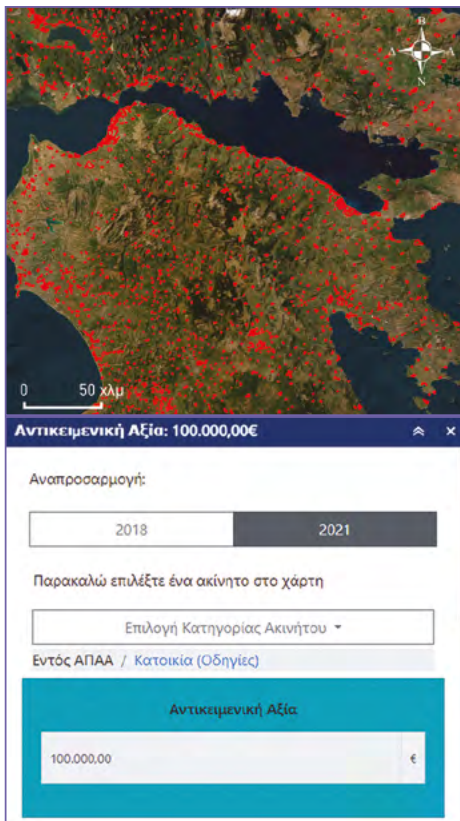 Β
Α Α
Ν
0 50 χλμ
Αντικειμενική Αξία: 100.000,00€
Αναπροσαρμογή:
2018 2021
Παρακαλώ επιλέξτε ένα ακίνητο στο χάρτη
Επιλογή Κατηγορίας Ακινήτου
Εντός ΑΠΑΑ / Κατοικία (Οδηγίες)
Αντικειμενική Αξία
100.000.00 €